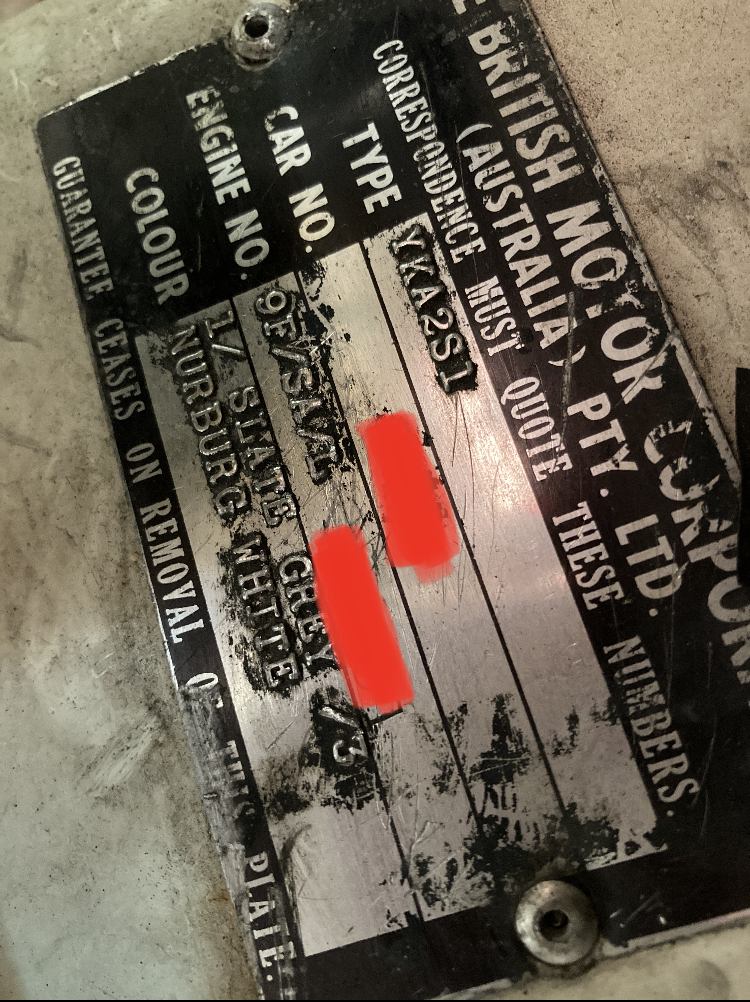 BRITISH MOTOR
(AUSTRALIA) PTY. LTD.
CORRESPONDENCE MUST QUOTE THESE NUMBERS.
TYPE YKA2S1
CAR NO.
ENGINE NO. 9F/SA/L /3
COLOUR 1/ SLATE GREY
NURBURG WHITE
GUARANTEE CEASES ON REMOVAL OF THIS PLATE.